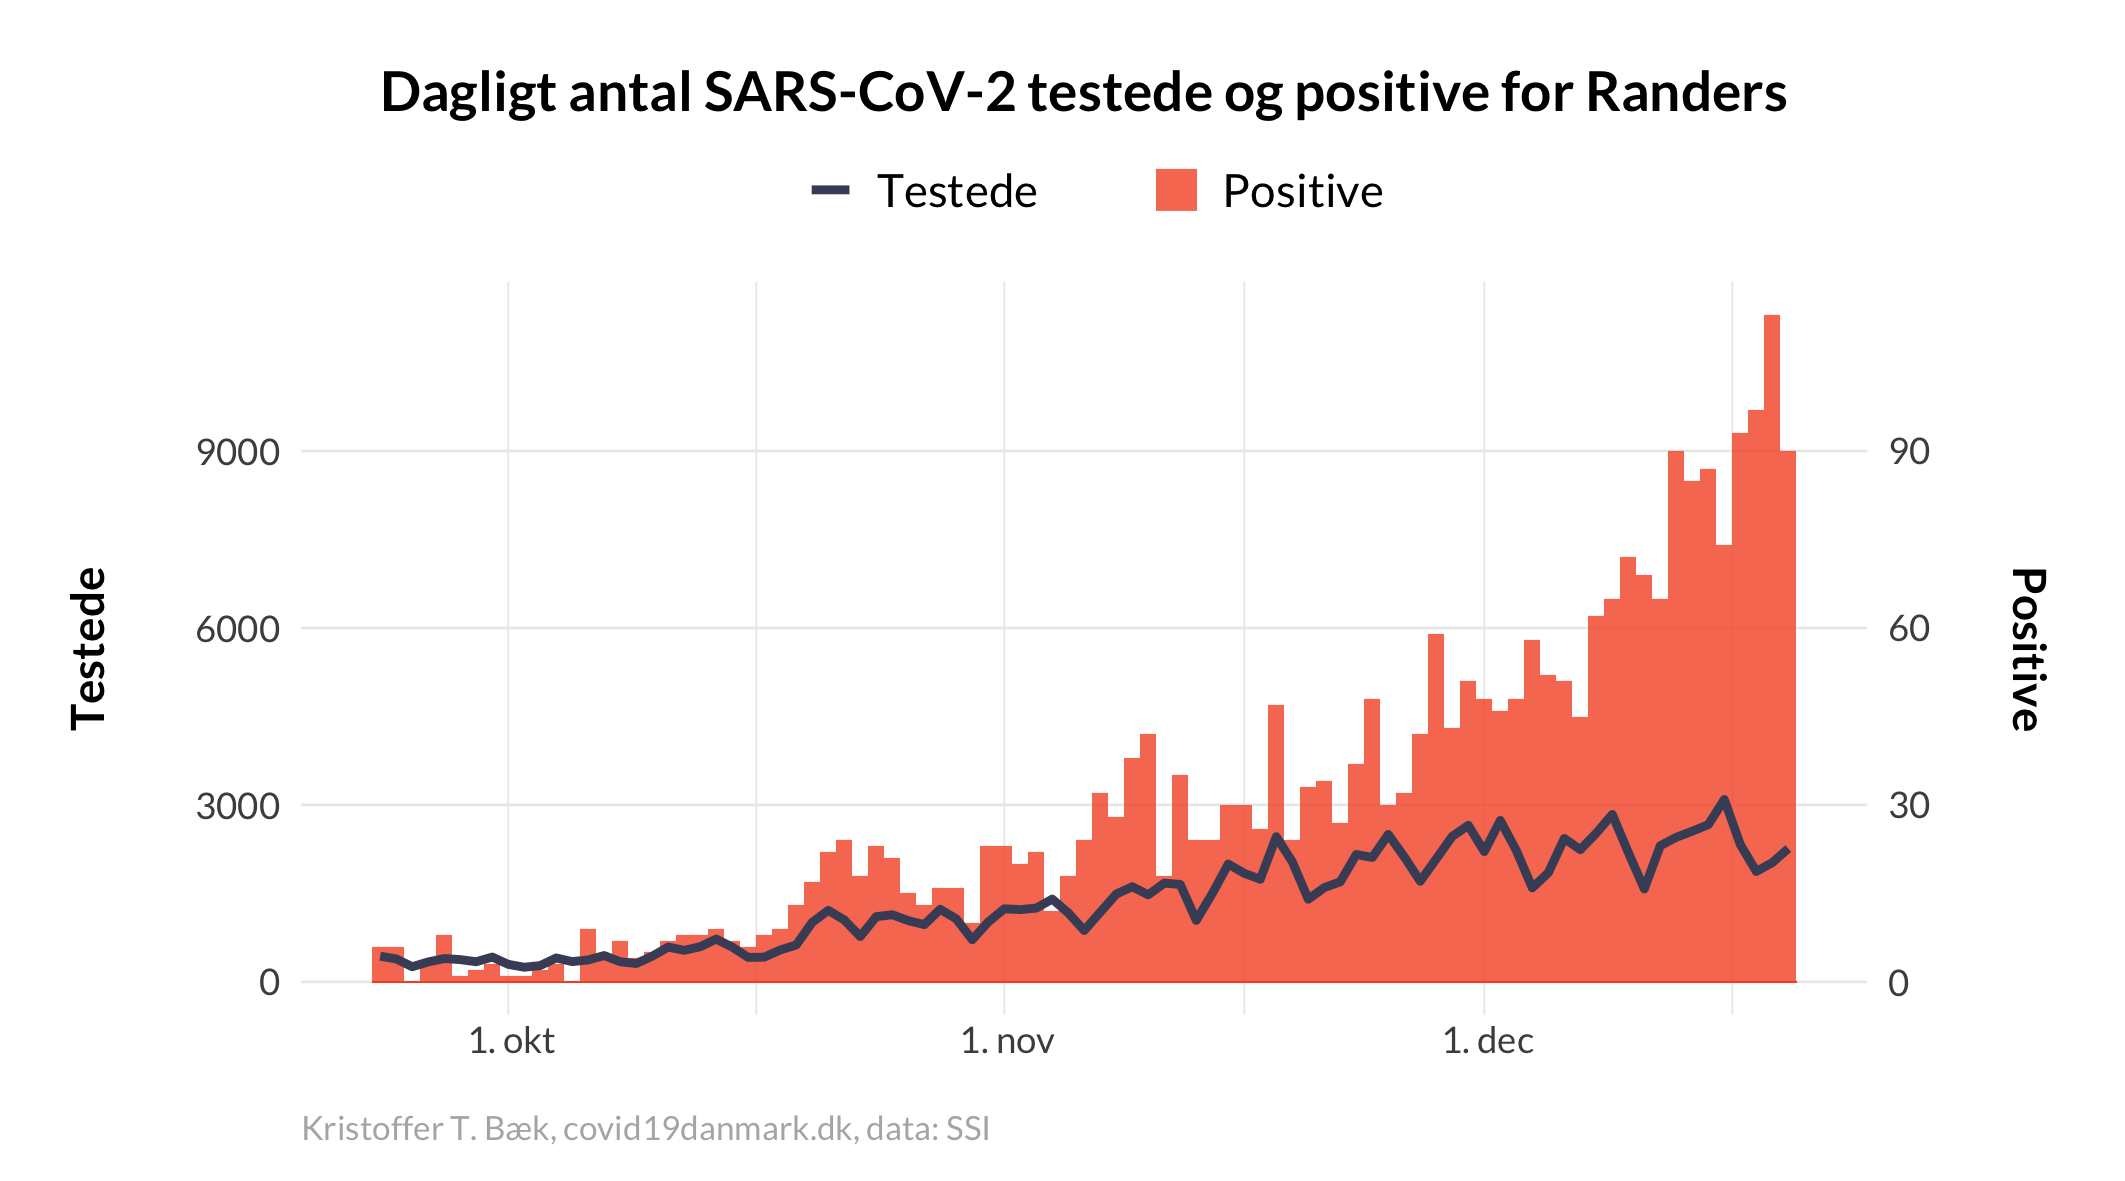 Dagligt antal SARS-CoV-2 testede og positive for Randers
Testede
Positive
9000
6000
3000
0
Testede
90
60
30
0
Positive
1. okt
1. nov
1. dec
Kristoffer T. Bæk, covid19danmark.dk, data: SSI